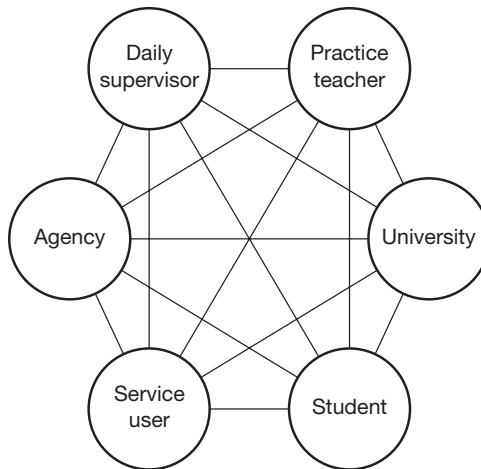 Daily
supervisor
Practice
teacher
Agency
University
Service
user
Student